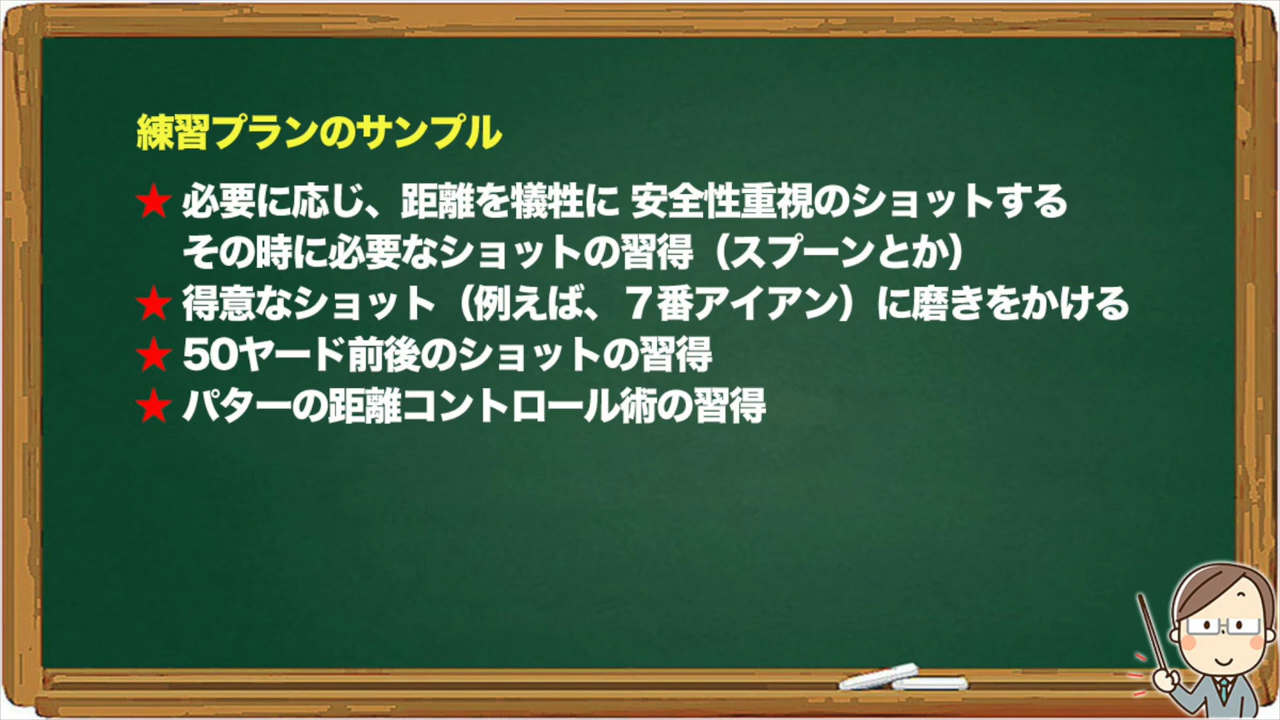 練習プランのサンプル
★ 必要に応じ、距離を犠牲に 安全性重視のショットする
その時に必要なショットの習得（スプーンとか）
★ 得意なショット（例えば、７番アイアン）に磨きをかける
★ 50ヤード前後のショットの習得
★ パターの距離コントロール術の習得